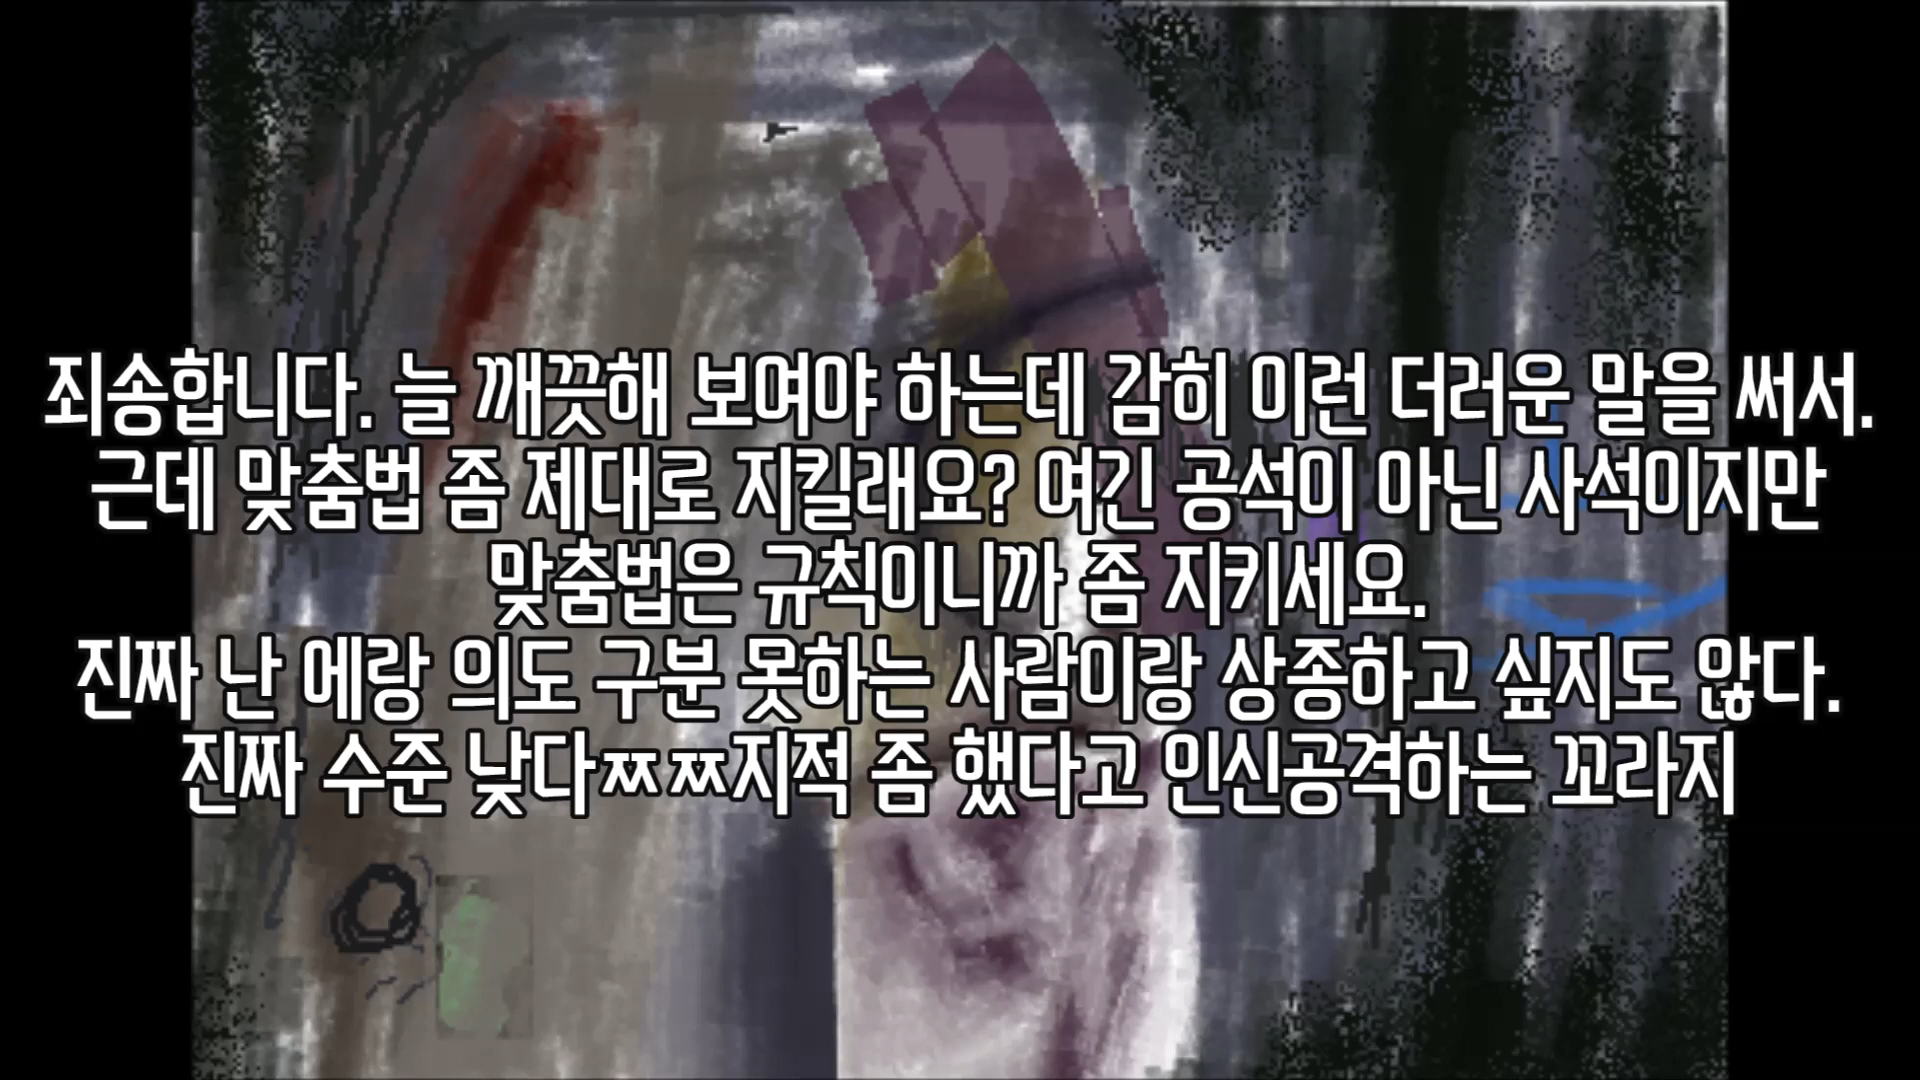 죄송합니다. 늘 깨끗해 보여야 하는데 감히 이런 더러운 말을 써서.
근데 맞춤법 좀 제대로 지킬래요? 여긴 공석이 아닌 사석이지만
맞춤법은 규칙이니까 좀 지키세요.
진짜 난 에랑 의도 구분 못하는 사람이랑 상종하고 싶지도 않다.
진짜 수준 낮다ㅉㅉ지적 좀 했다고 인신공격하는 꼬라지